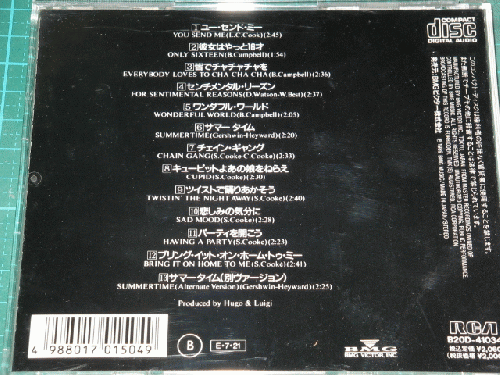 1 ユー・センド・ミー
YOU SEND ME(L.C.Cook)(2:45)
2 彼女はやっと16才
ONLY SIXTEEN(B.Campbell)(1:54)
3 皆でチャチャチャを
EVERYBODY LOVES TO CHA CHA CHA(B.Campbell)(2:38)
4 センチメンタル・リーズン
FOR SENTIMENTAL REASONS(D.Watson-W.Best)(2:37)
5 ワンダフル・ワールド
WONDERFUL WORLD(B.Campbell)(2:05)
6 サマー タイム
SUMMERTIME(Gershwin-Heyward)(2:20)
7 チェイン・ギャング
CHAIN GANG(S.Cooke-C.Cooke)(2:33)
8 キューピットよあの娘をねらえ
CUPID(S.Cooke)(2:30)
9 ツイストで踊りあかそう
TWISTIN' THE NIGHT AWAY(S.Cooke)(2:40)
10 悲しみの気分に
SAD MOOD(S.Cooke)(2:28)
11 パーティを開こう
HAVING A PARTY(S.Cooke)(2:23)
12 ブリング・イット・オン・ホーム・トゥ・ミー
BRING IT ON HOME TO ME(S.Cooke)(2:41)
13 サマータイム(別ヴァージョン)
SUMMERTIME(Alternate Version)(Gershwin-Heyward)(2:25)
Produced by Hugo & Luigi
COMPACT
disc
DIGITAL AUDIO
RCA
B20D-41034
4 988017 015049
B
E-7・21
BMG
BMG VICTOR, INC.